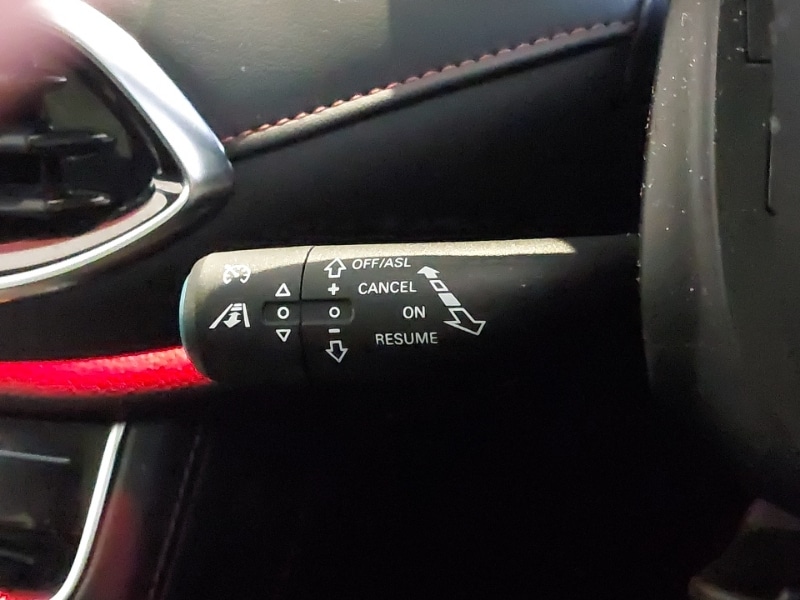 OFF/ASL
+ CANCEL
O O ON
- RESUME